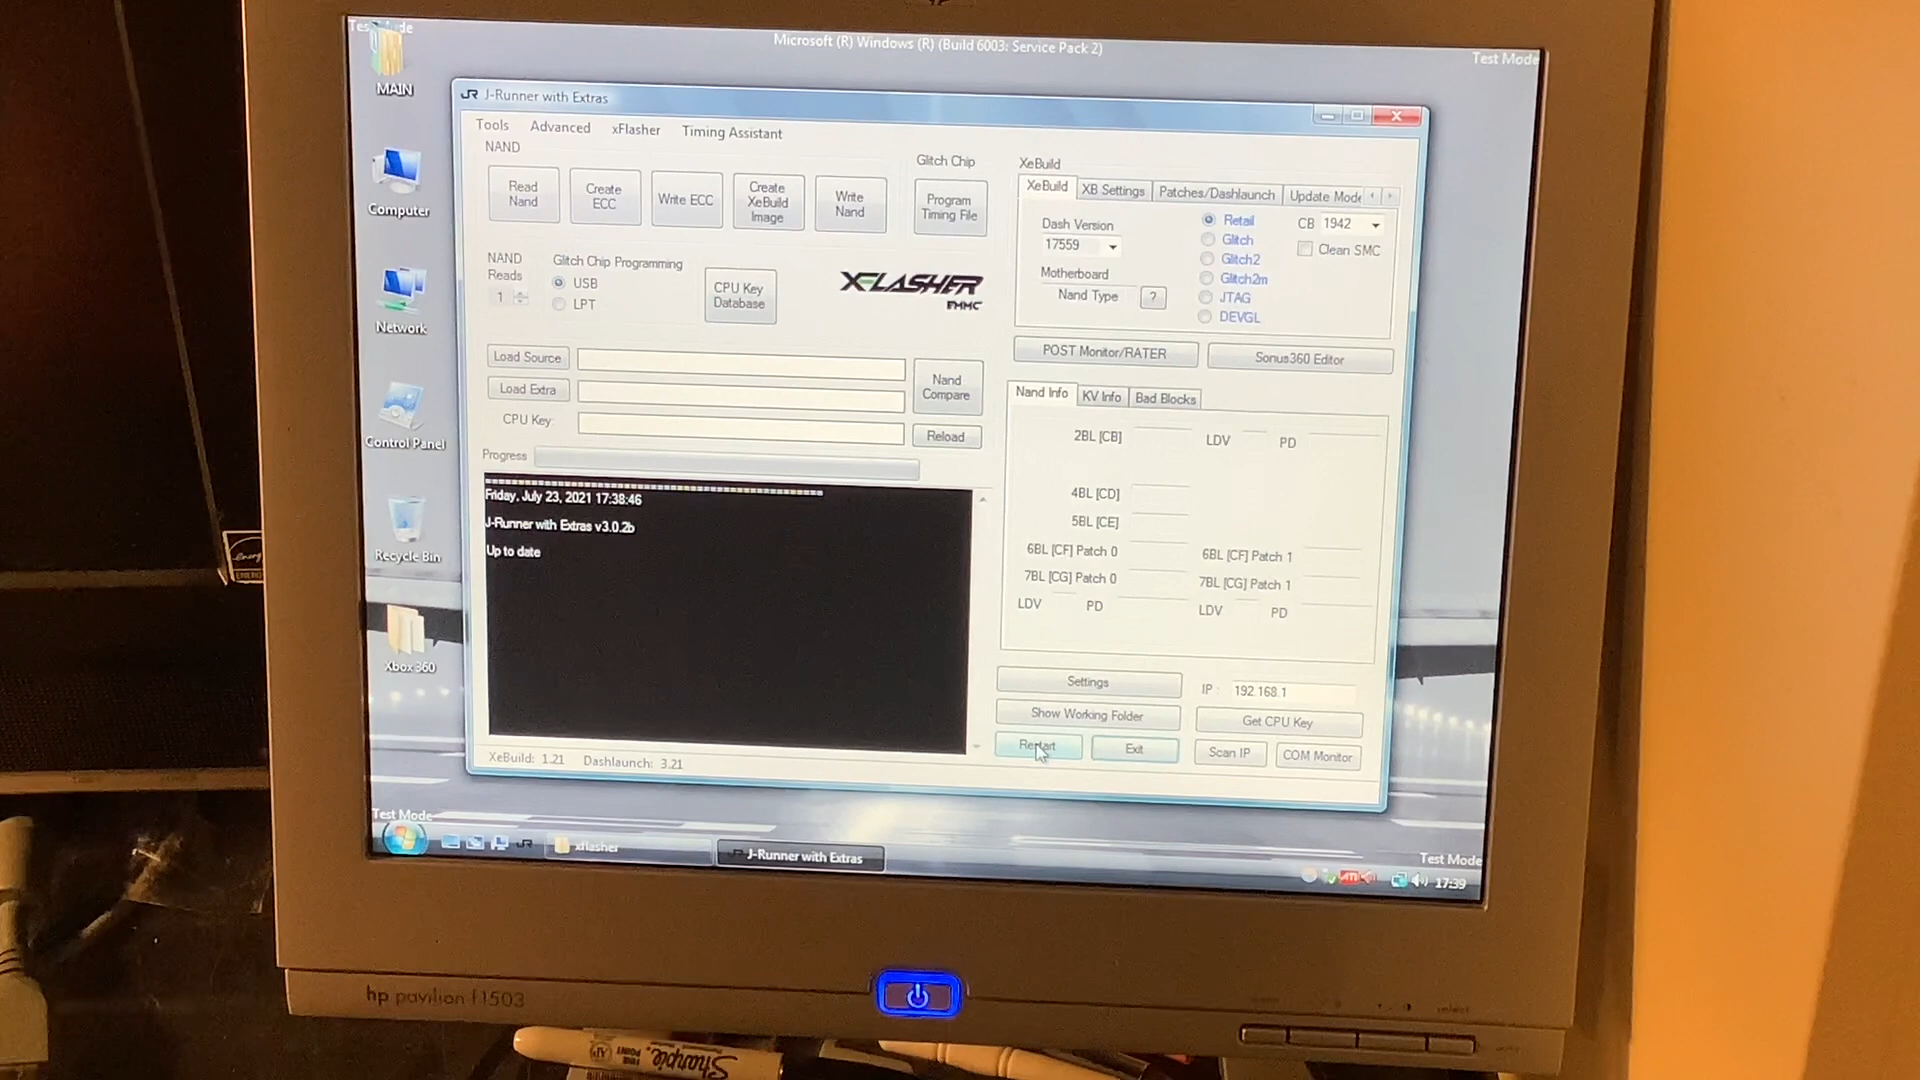 Test Mode
Microsoft (R) Windows (R) (Build 6003: Service Pack 2)
Test Mode
MAIN
Computer
Network
Control Panel
Recycle Bin
Xbox 360
J-Runner with Extras
Tools Advanced xFlasher Timing Assistant
NAND
Read Nand
Create ECC
Write ECC
Create XeBuild Image
Write Nand
Glitch Chip
Program Timing File
NAND Reads
1
Glitch Chip Programming
USB
LPT
CPU Key Database
XFLASHER
EMMC
Load Source
Load Extra
CPU Key:
Nand Compare
Reload
Progress
Friday, July 23, 2021 17:38:46
J-Runner with Extras v3.0.2b
Up to date
XeBuild: 1.21 Dashlaunch: 3.21
XeBuild
XeBuild XB Settings Patches/Dashlaunch Update Mode
Dash Version
17559
Motherboard
Nand Type ?
Retail
Glitch
Glitch2
Glitch2m
JTAG
DEVGL
CB 1942
Clean SMC
POST Monitor/RATER
Sonus360 Editor
Nand Info KV Info Bad Blocks
2BL [CB] LDV PD
4BL [CD]
5BL [CE]
6BL [CF] Patch 0 6BL [CF] Patch 1
7BL [CG] Patch 0 7BL [CG] Patch 1
LDV PD LDV PD
Settings
IP : 192.168.1
Show Working Folder
Get CPU Key
Restart
Exit
Scan IP
COM Monitor
Test Mode
Test Mode
xflasher
J-Runner with Extras
ATI
17:39
hp pavilion f1503
select
Sharpie
FINE POINT
AP